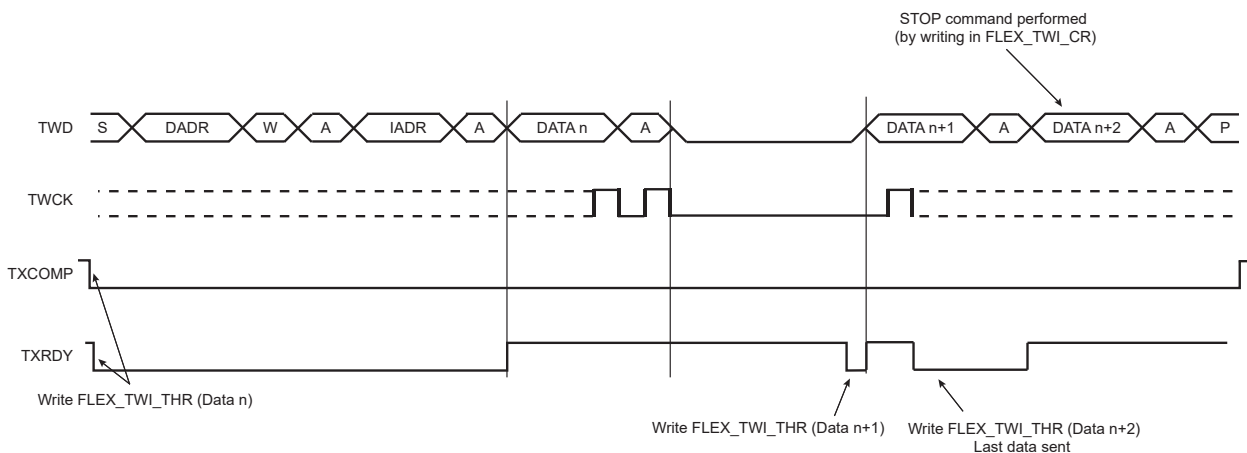 STOP command performed
(by writing in FLEX_TWI_CR)
TWD S DADR W A IADR A DATA n A DATA n+1 A DATA n+2 A P
TWCK
TXCOMP
TXRDY
Write FLEX_TWI_THR (Data n)
Write FLEX_TWI_THR (Data n+1)
Write FLEX_TWI_THR (Data n+2)
Last data sent